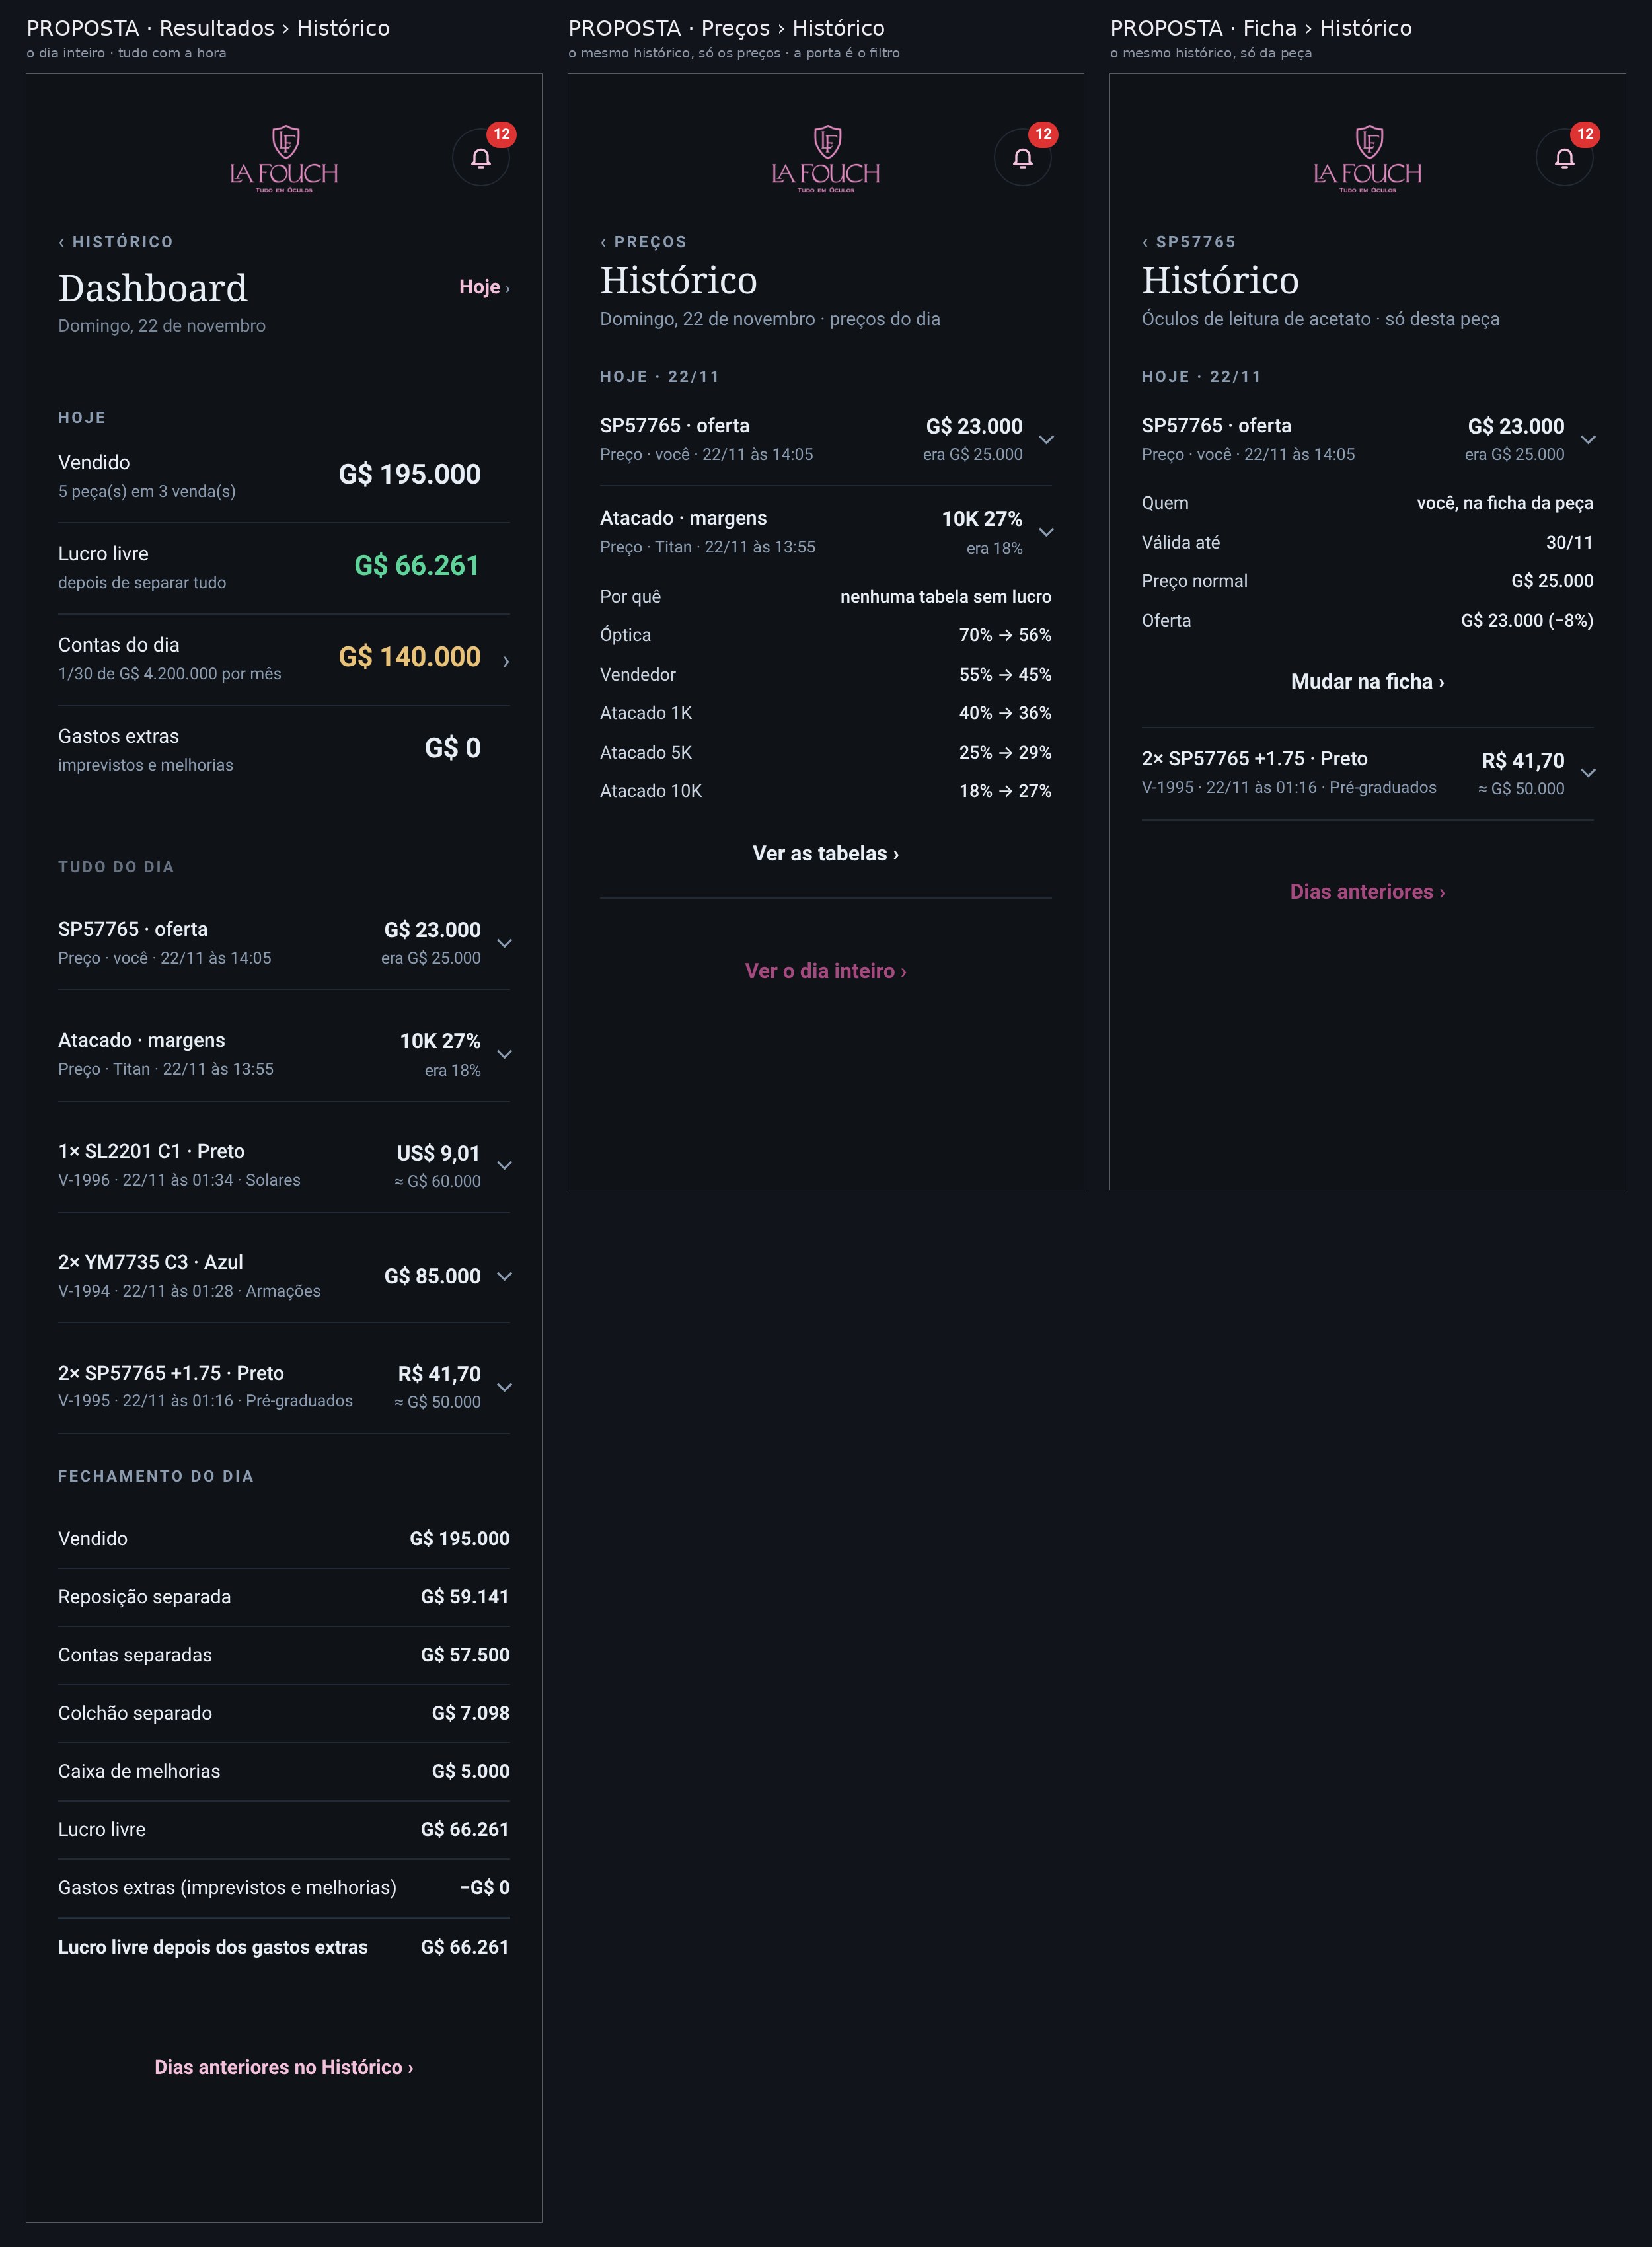 PROPOSTA · Resultados › Histórico
o dia inteiro · tudo com a hora
LF
LA FOUCH
TUDO EM ÓCULOS
12
‹ HISTÓRICO
Dashboard
Hoje ›
Domingo, 22 de novembro
HOJE
Vendido
G$ 195.000
5 peça(s) em 3 venda(s)
Lucro livre
G$ 66.261
depois de separar tudo
Contas do dia
G$ 140.000 ›
1/30 de G$ 4.200.000 por mês
Gastos extras
G$ 0
imprevistos e melhorias
TUDO DO DIA
SP57765 · oferta
G$ 23.000
Preço · você · 22/11 às 14:05
era G$ 25.000
Atacado · margens
10K 27%
Preço · Titan · 22/11 às 13:55
era 18%
1× SL2201 C1 · Preto
US$ 9,01
V-1996 · 22/11 às 01:34 · Solares
≈ G$ 60.000
2× YM7735 C3 · Azul
G$ 85.000
V-1994 · 22/11 às 01:28 · Armações
2× SP57765 +1.75 · Preto
R$ 41,70
V-1995 · 22/11 às 01:16 · Pré-graduados
≈ G$ 50.000
FECHAMENTO DO DIA
Vendido
G$ 195.000
Reposição separada
G$ 59.141
Contas separadas
G$ 57.500
Colchão separado
G$ 7.098
Caixa de melhorias
G$ 5.000
Lucro livre
G$ 66.261
Gastos extras (imprevistos e melhorias)
−G$ 0
Lucro livre depois dos gastos extras
G$ 66.261
Dias anteriores no Histórico ›
PROPOSTA · Preços › Histórico
o mesmo histórico, só os preços · a porta é o filtro
LF
LA FOUCH
TUDO EM ÓCULOS
12
‹ PREÇOS
Histórico
Domingo, 22 de novembro · preços do dia
HOJE · 22/11
SP57765 · oferta
G$ 23.000
Preço · você · 22/11 às 14:05
era G$ 25.000
Atacado · margens
10K 27%
Preço · Titan · 22/11 às 13:55
era 18%
Por quê
nenhuma tabela sem lucro
Óptica
70% → 56%
Vendedor
55% → 45%
Atacado 1K
40% → 36%
Atacado 5K
25% → 29%
Atacado 10K
18% → 27%
Ver as tabelas ›
Ver o dia inteiro ›
PROPOSTA · Ficha › Histórico
o mesmo histórico, só da peça
LF
LA FOUCH
TUDO EM ÓCULOS
12
‹ SP57765
Histórico
Óculos de leitura de acetato · só desta peça
HOJE · 22/11
SP57765 · oferta
G$ 23.000
Preço · você · 22/11 às 14:05
era G$ 25.000
Quem
você, na ficha da peça
Válida até
30/11
Preço normal
G$ 25.000
Oferta
G$ 23.000 (−8%)
Mudar na ficha ›
2× SP57765 +1.75 · Preto
R$ 41,70
V-1995 · 22/11 às 01:16 · Pré-graduados
≈ G$ 50.000
Dias anteriores ›